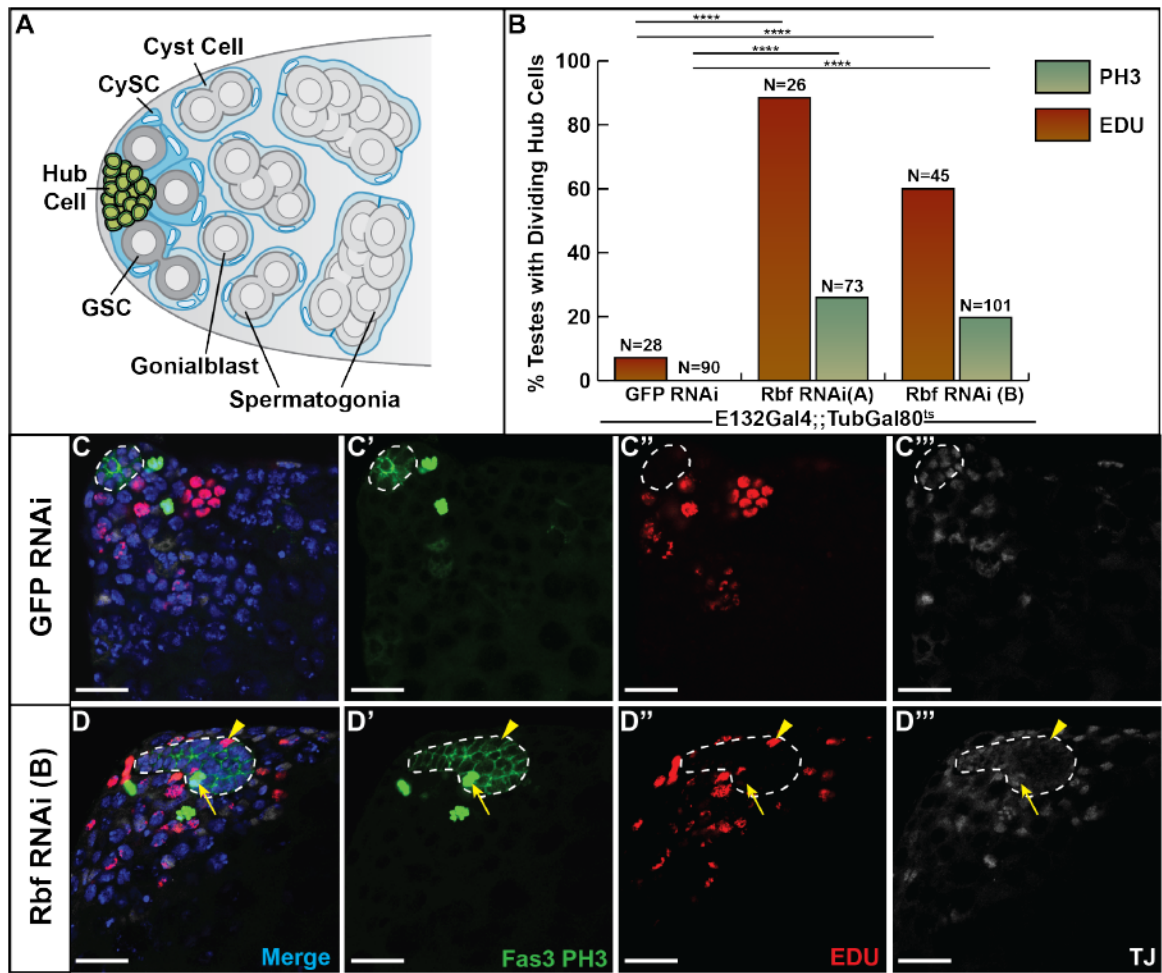 A
Cyst Cell
CySC
Hub
Cell
GSC
Gonialblast
Spermatogonia
B
****
****
****
****
% Testes with Dividing Hub Cells
100
80
60
40
20
0
N=28
N=90
N=26
N=73
N=45
N=101
PH3
EDU
GFP RNAi
Rbf RNAi(A)
Rbf RNAi (B)
E132Gal4;;TubGal80ts
GFP RNAi
C
C'
C''
C'''
Rbf RNAi (B)
D
D'
D''
D'''
Merge
Fas3 PH3
EDU
TJ